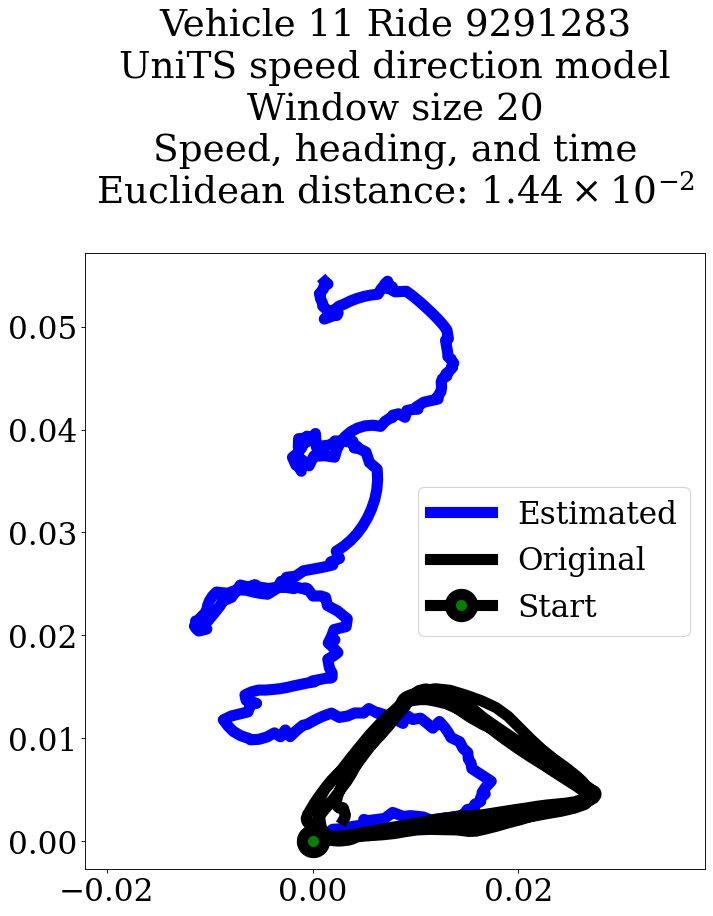 Vehicle 11 Ride 9291283
UniTS speed direction model
Window size 20
Speed, heading, and time
Euclidean distance: 1.44 × 10⁻²
0.05
0.04
0.03
0.02
0.01
0.00
−0.02 0.00 0.02
Estimated
Original
Start